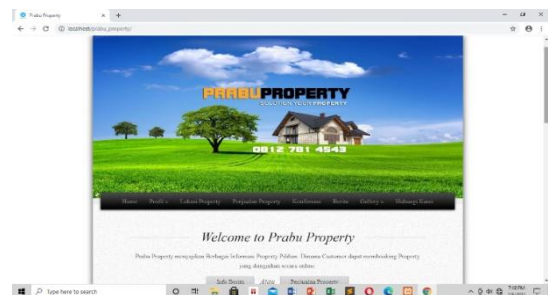 Prabu Property
localhost/prabu_property/
PRABUPROPERTY
SOLUTION YOUR PROPERTY
0812 781 4543
Home Profil Lokasi Property Penjualan Property Konfirmasi Berita Gallery Hubungi Kami
Welcome to Prabu Property
Prabu Property merupakan Berbagai Informasi Property Pilihan. Dimana Customer dapat membooking Property
yang diinginkan secara online.
Info Berita About Penjualan Property
Type here to search